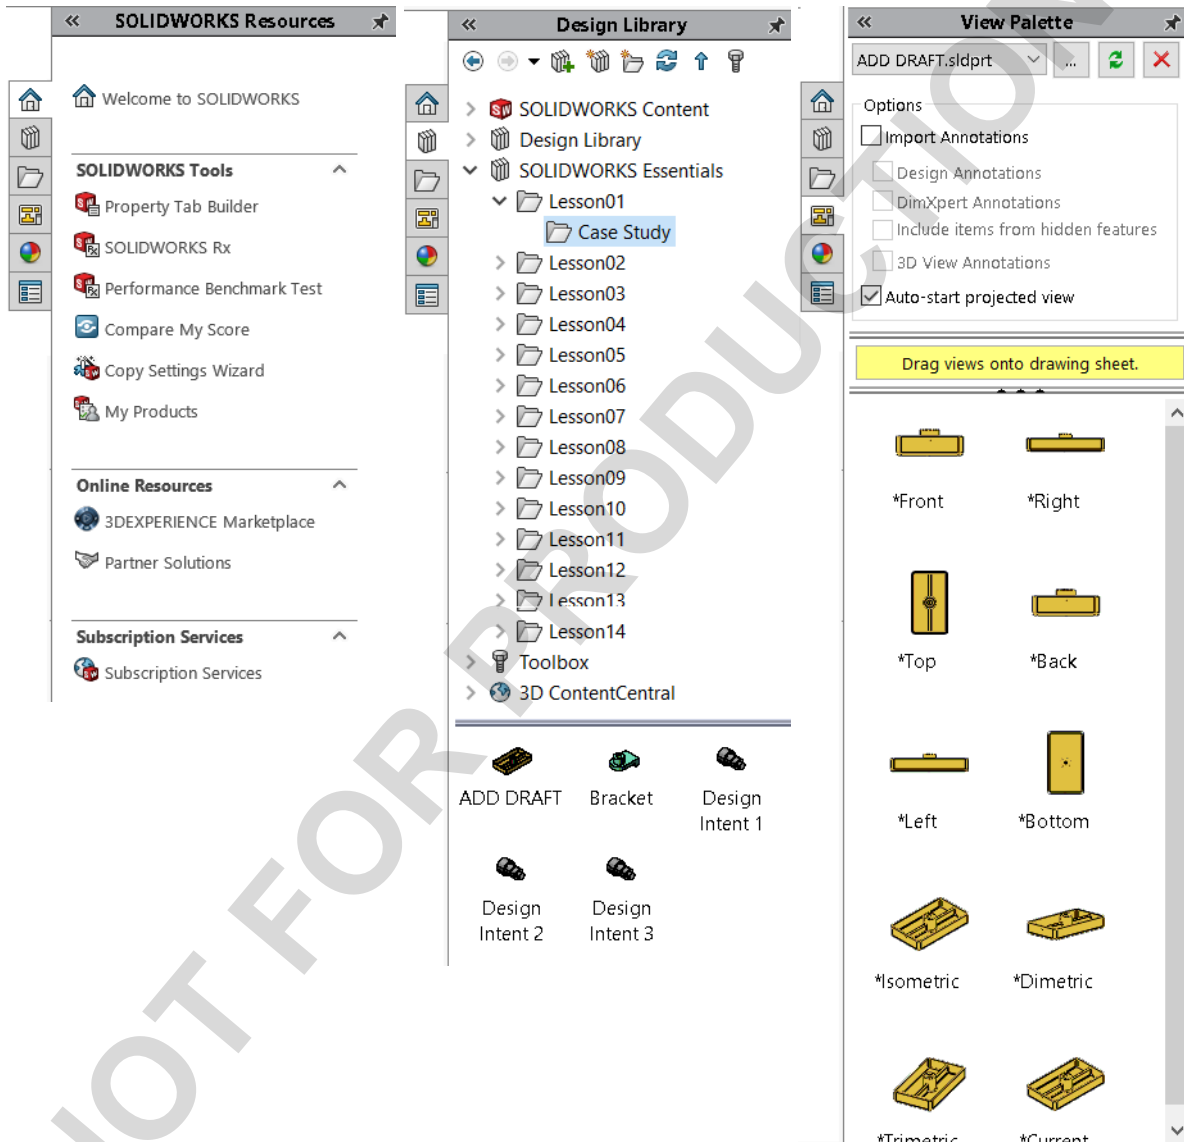 SOLIDWORKS Resources
Welcome to SOLIDWORKS
SOLIDWORKS Tools
Property Tab Builder
SOLIDWORKS Rx
Performance Benchmark Test
Compare My Score
Copy Settings Wizard
My Products
Online Resources
3DEXPERIENCE Marketplace
Partner Solutions
Subscription Services
Subscription Services
Design Library
SOLIDWORKS Content
Design Library
SOLIDWORKS Essentials
Lesson01
Case Study
Lesson02
Lesson03
Lesson04
Lesson05
Lesson06
Lesson07
Lesson08
Lesson09
Lesson10
Lesson11
Lesson12
Lesson13
Lesson14
Toolbox
3D ContentCentral
ADD DRAFT
Bracket
Design
Intent 1
Design
Intent 2
Design
Intent 3
View Palette
ADD DRAFT.sldprt
...
Options
Import Annotations
Design Annotations
DimXpert Annotations
Include items from hidden features
3D View Annotations
Auto-start projected view
Drag views onto drawing sheet.
*Front
*Right
*Top
*Back
*Left
*Bottom
*Isometric
*Dimetric
*Trimetric
*Current
NOT FOR PRODUCTION